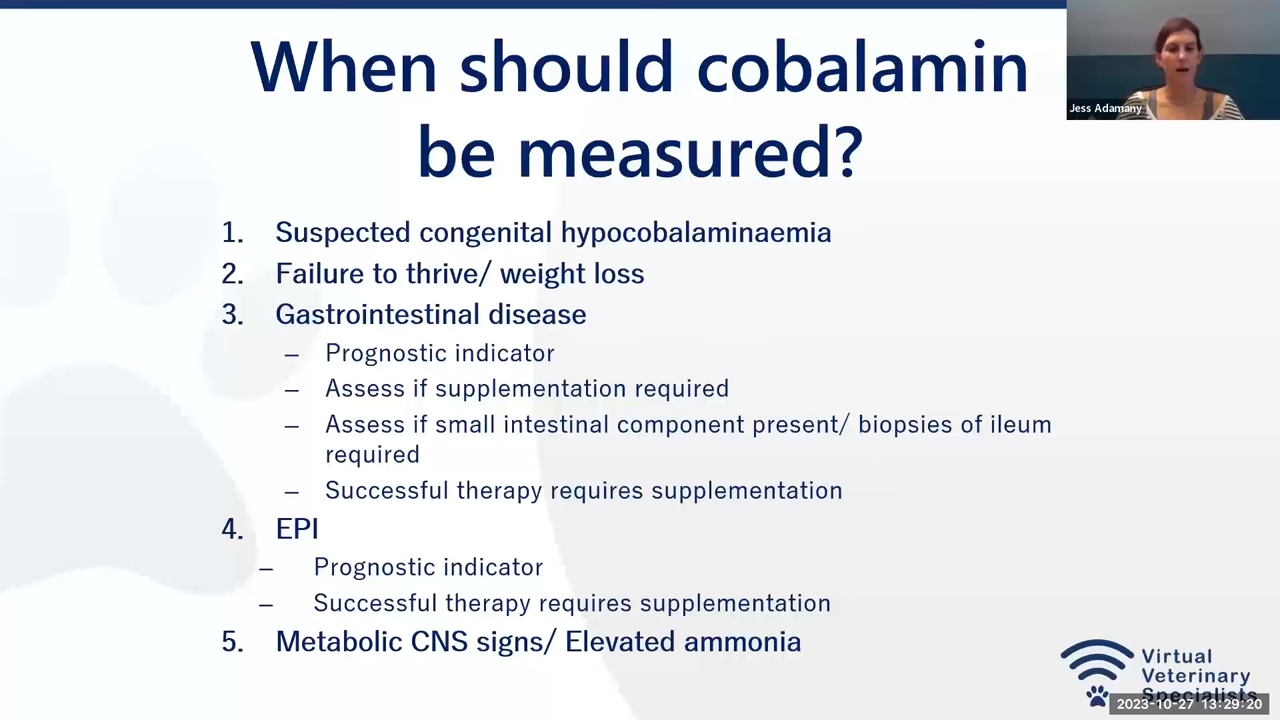 When should cobalamin
be measured?
Jess Adamany
1. Suspected congenital hypocobalaminaemia
2. Failure to thrive/ weight loss
3. Gastrointestinal disease
– Prognostic indicator
– Assess if supplementation required
– Assess if small intestinal component present/ biopsies of ileum
required
– Successful therapy requires supplementation
4. EPI
– Prognostic indicator
– Successful therapy requires supplementation
5. Metabolic CNS signs/ Elevated ammonia
Virtual
Veterinary
Specialists
2023-10-27 13:29:20